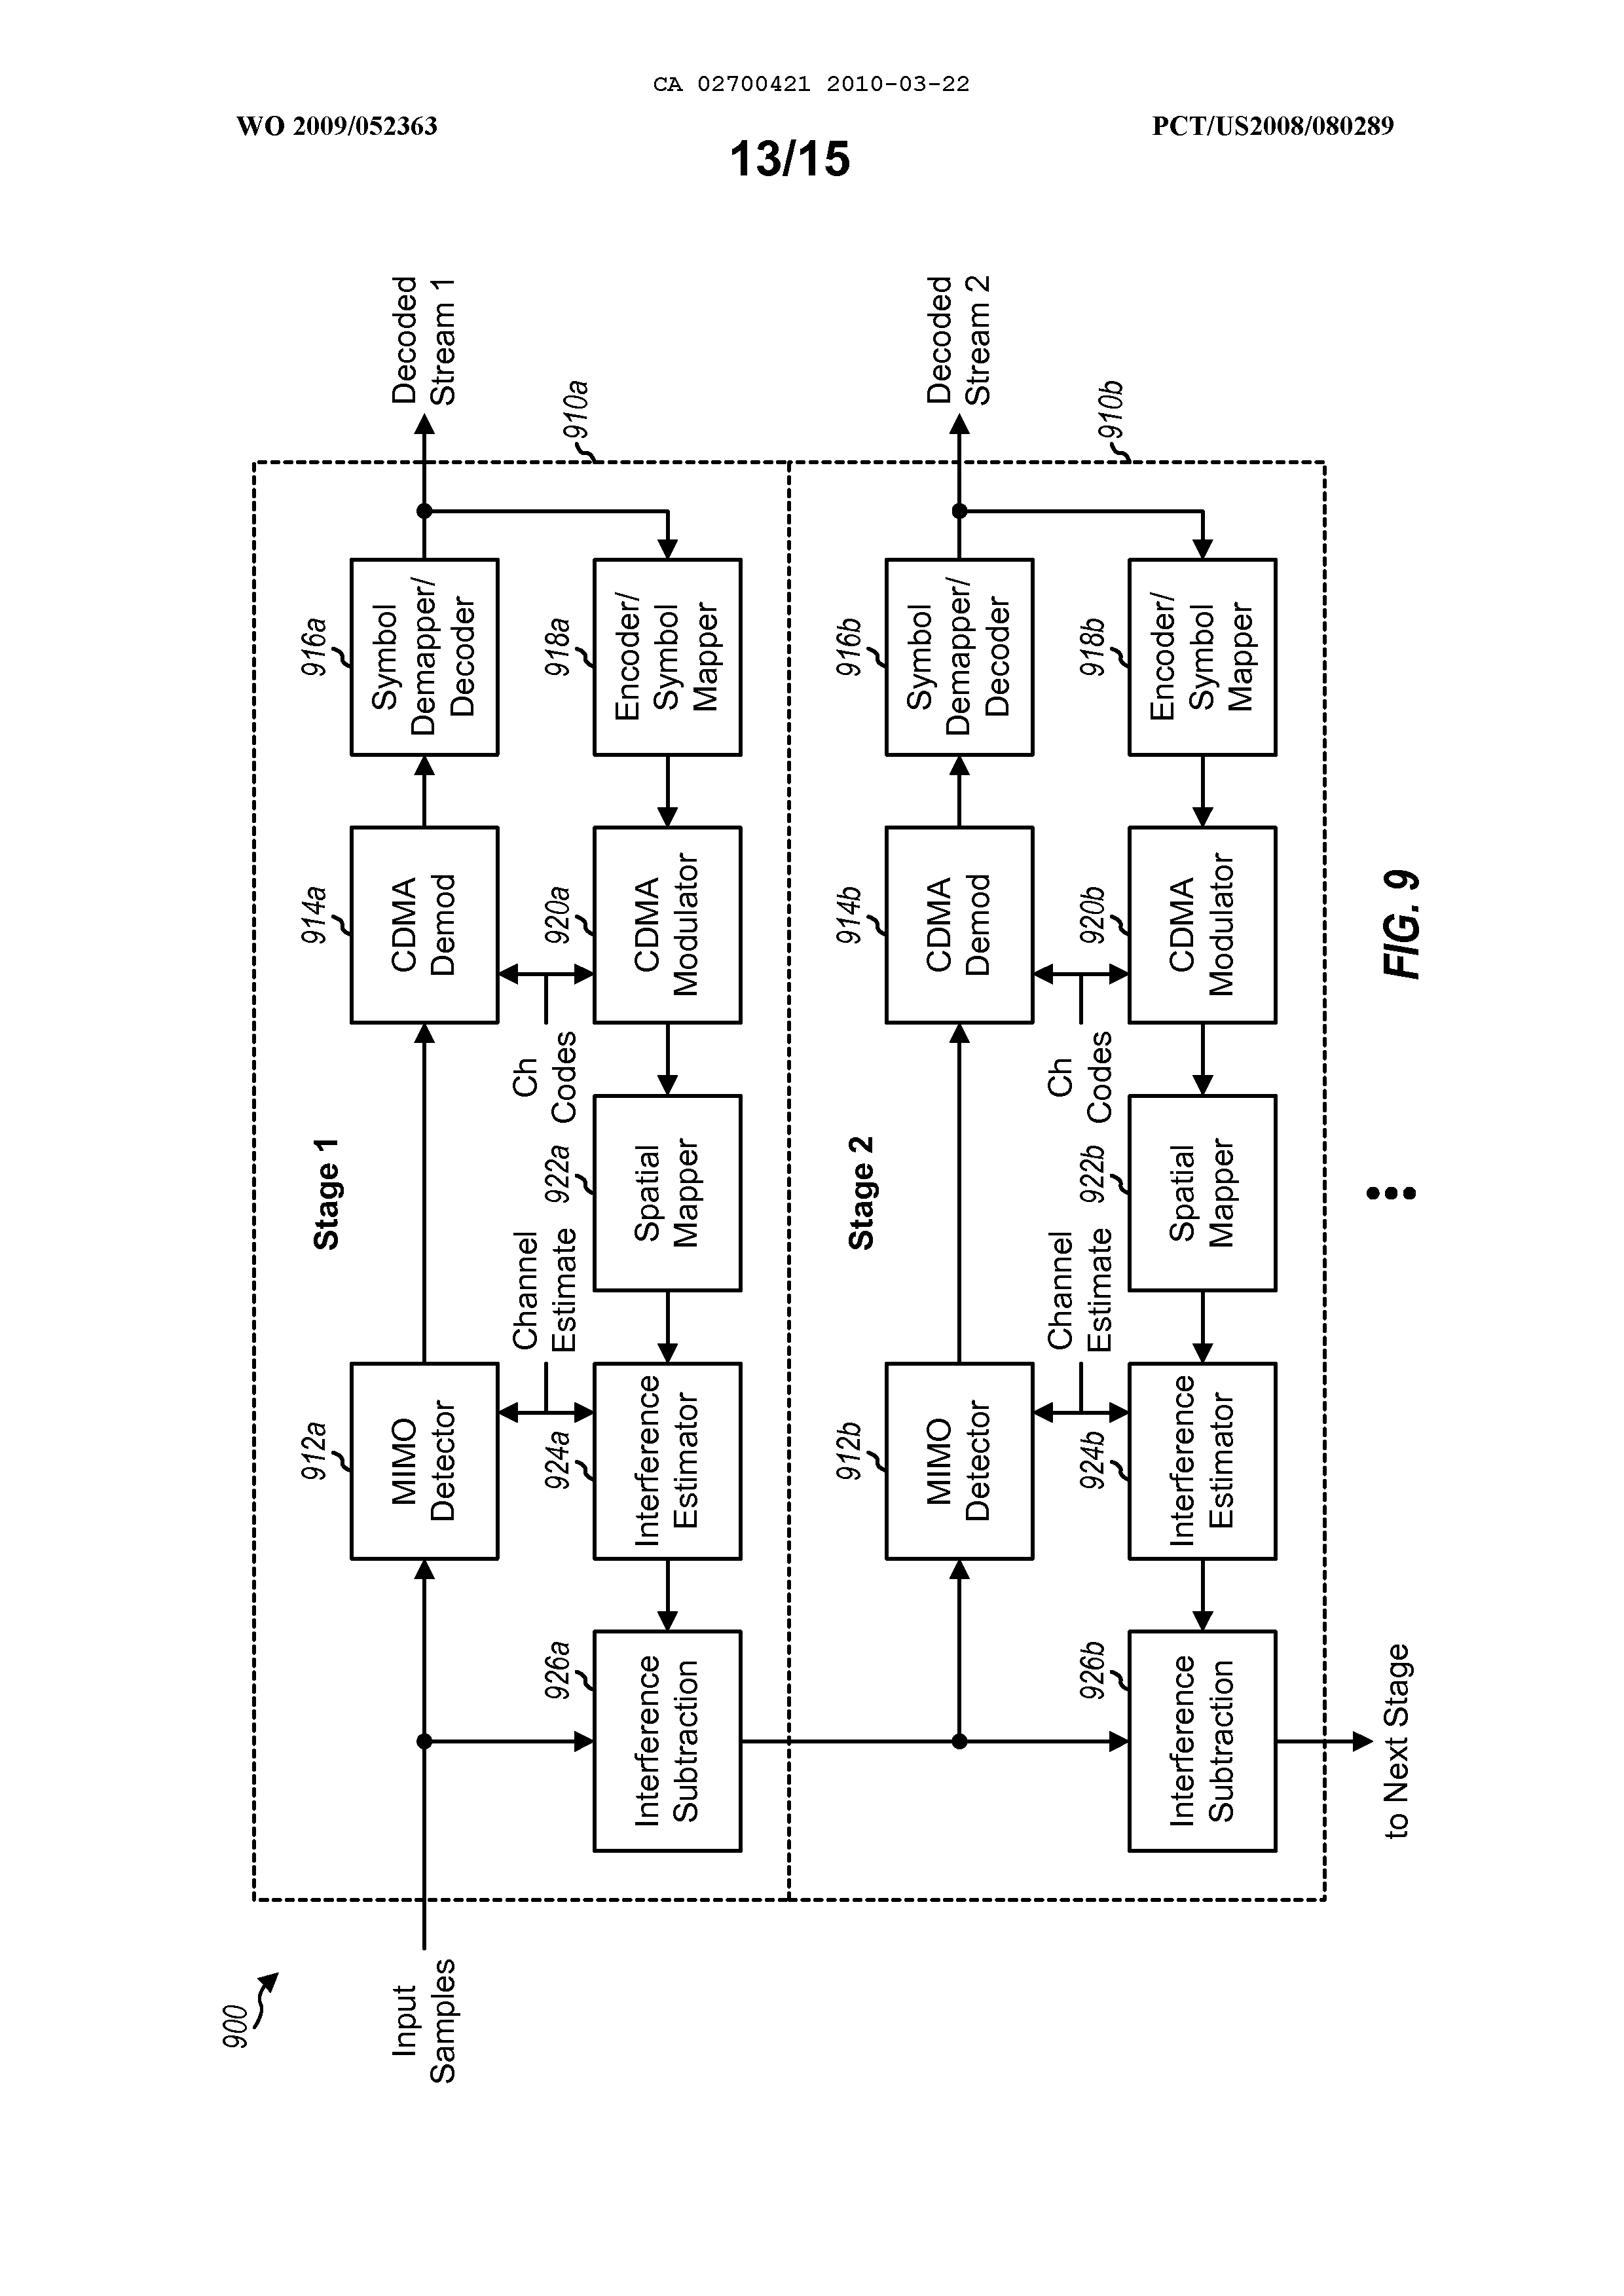 CA 02700421 2010-03-22
WO 2009/052363
PCT/US2008/080289
13/15
900
Input
Samples
Stage 1
910a
912a
MIMO
Detector
914a
CDMA
Demod
916a
Symbol
Demapper/
Decoder
Decoded
Stream 1
Channel
Estimate
Ch
Codes
926a
Interference
Subtraction
924a
Interference
Estimator
922a
Spatial
Mapper
920a
CDMA
Modulator
918a
Encoder/
Symbol
Mapper
Stage 2
910b
912b
MIMO
Detector
914b
CDMA
Demod
916b
Symbol
Demapper/
Decoder
Decoded
Stream 2
Channel
Estimate
Ch
Codes
926b
Interference
Subtraction
924b
Interference
Estimator
922b
Spatial
Mapper
920b
CDMA
Modulator
918b
Encoder/
Symbol
Mapper
to Next Stage
FIG. 9